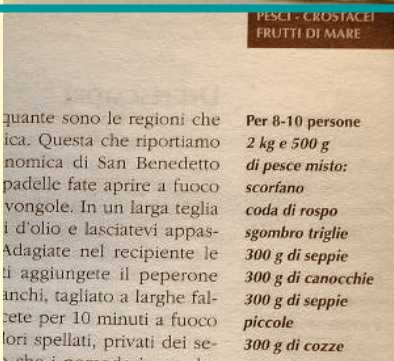 PESCI - CROSTACEI
FRUTTI DI MARE
quante sono le regioni che
ica. Questa che riportiamo
nomica di San Benedetto
padelle fate aprire a fuoco
vongole. In un larga teglia
i d'olio e lasciatevi appas-
Adagiate nel recipiente le
ti aggiungete il peperone
anchi, tagliato a larghe fal-
cete per 10 minuti a fuoco
lori spellati, privati dei se-
Per 8-10 persone
2 kg e 500 g
di pesce misto:
scorfano
coda di rospo
sgombro triglie
300 g di seppie
300 g di canocchie
300 g di seppie
piccole
300 g di cozze